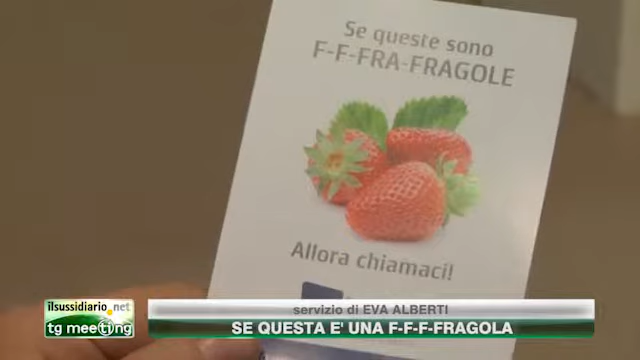 Se queste sono
F-F-FRA-FRAGOLE
Allora chiamaci!
ilsussidiario.net
tg meeting
servizio di EVA ALBERTI
SE QUESTA E' UNA F-F-F-FRAGOLA